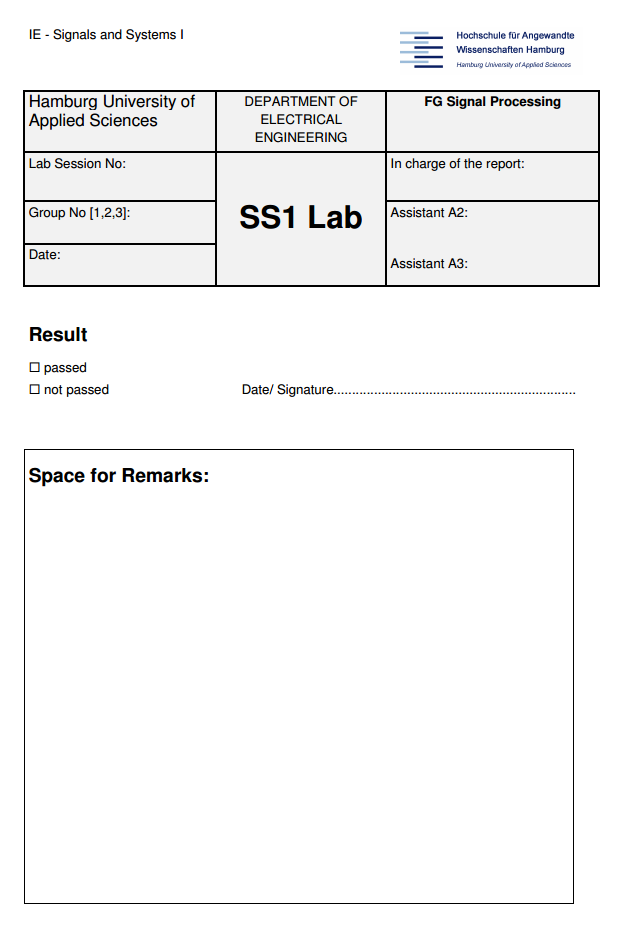 IE - Signals and Systems I
Hochschule für Angewandte
Wissenschaften Hamburg
Hamburg University of Applied Sciences
Hamburg University of
Applied Sciences
DEPARTMENT OF
ELECTRICAL
ENGINEERING
FG Signal Processing
Lab Session No:
SS1 Lab
In charge of the report:
Group No [1,2,3]:
Assistant A2:
Date:
Assistant A3:
Result
☐ passed
☐ not passed
Date/ Signature..................................................................
Space for Remarks: